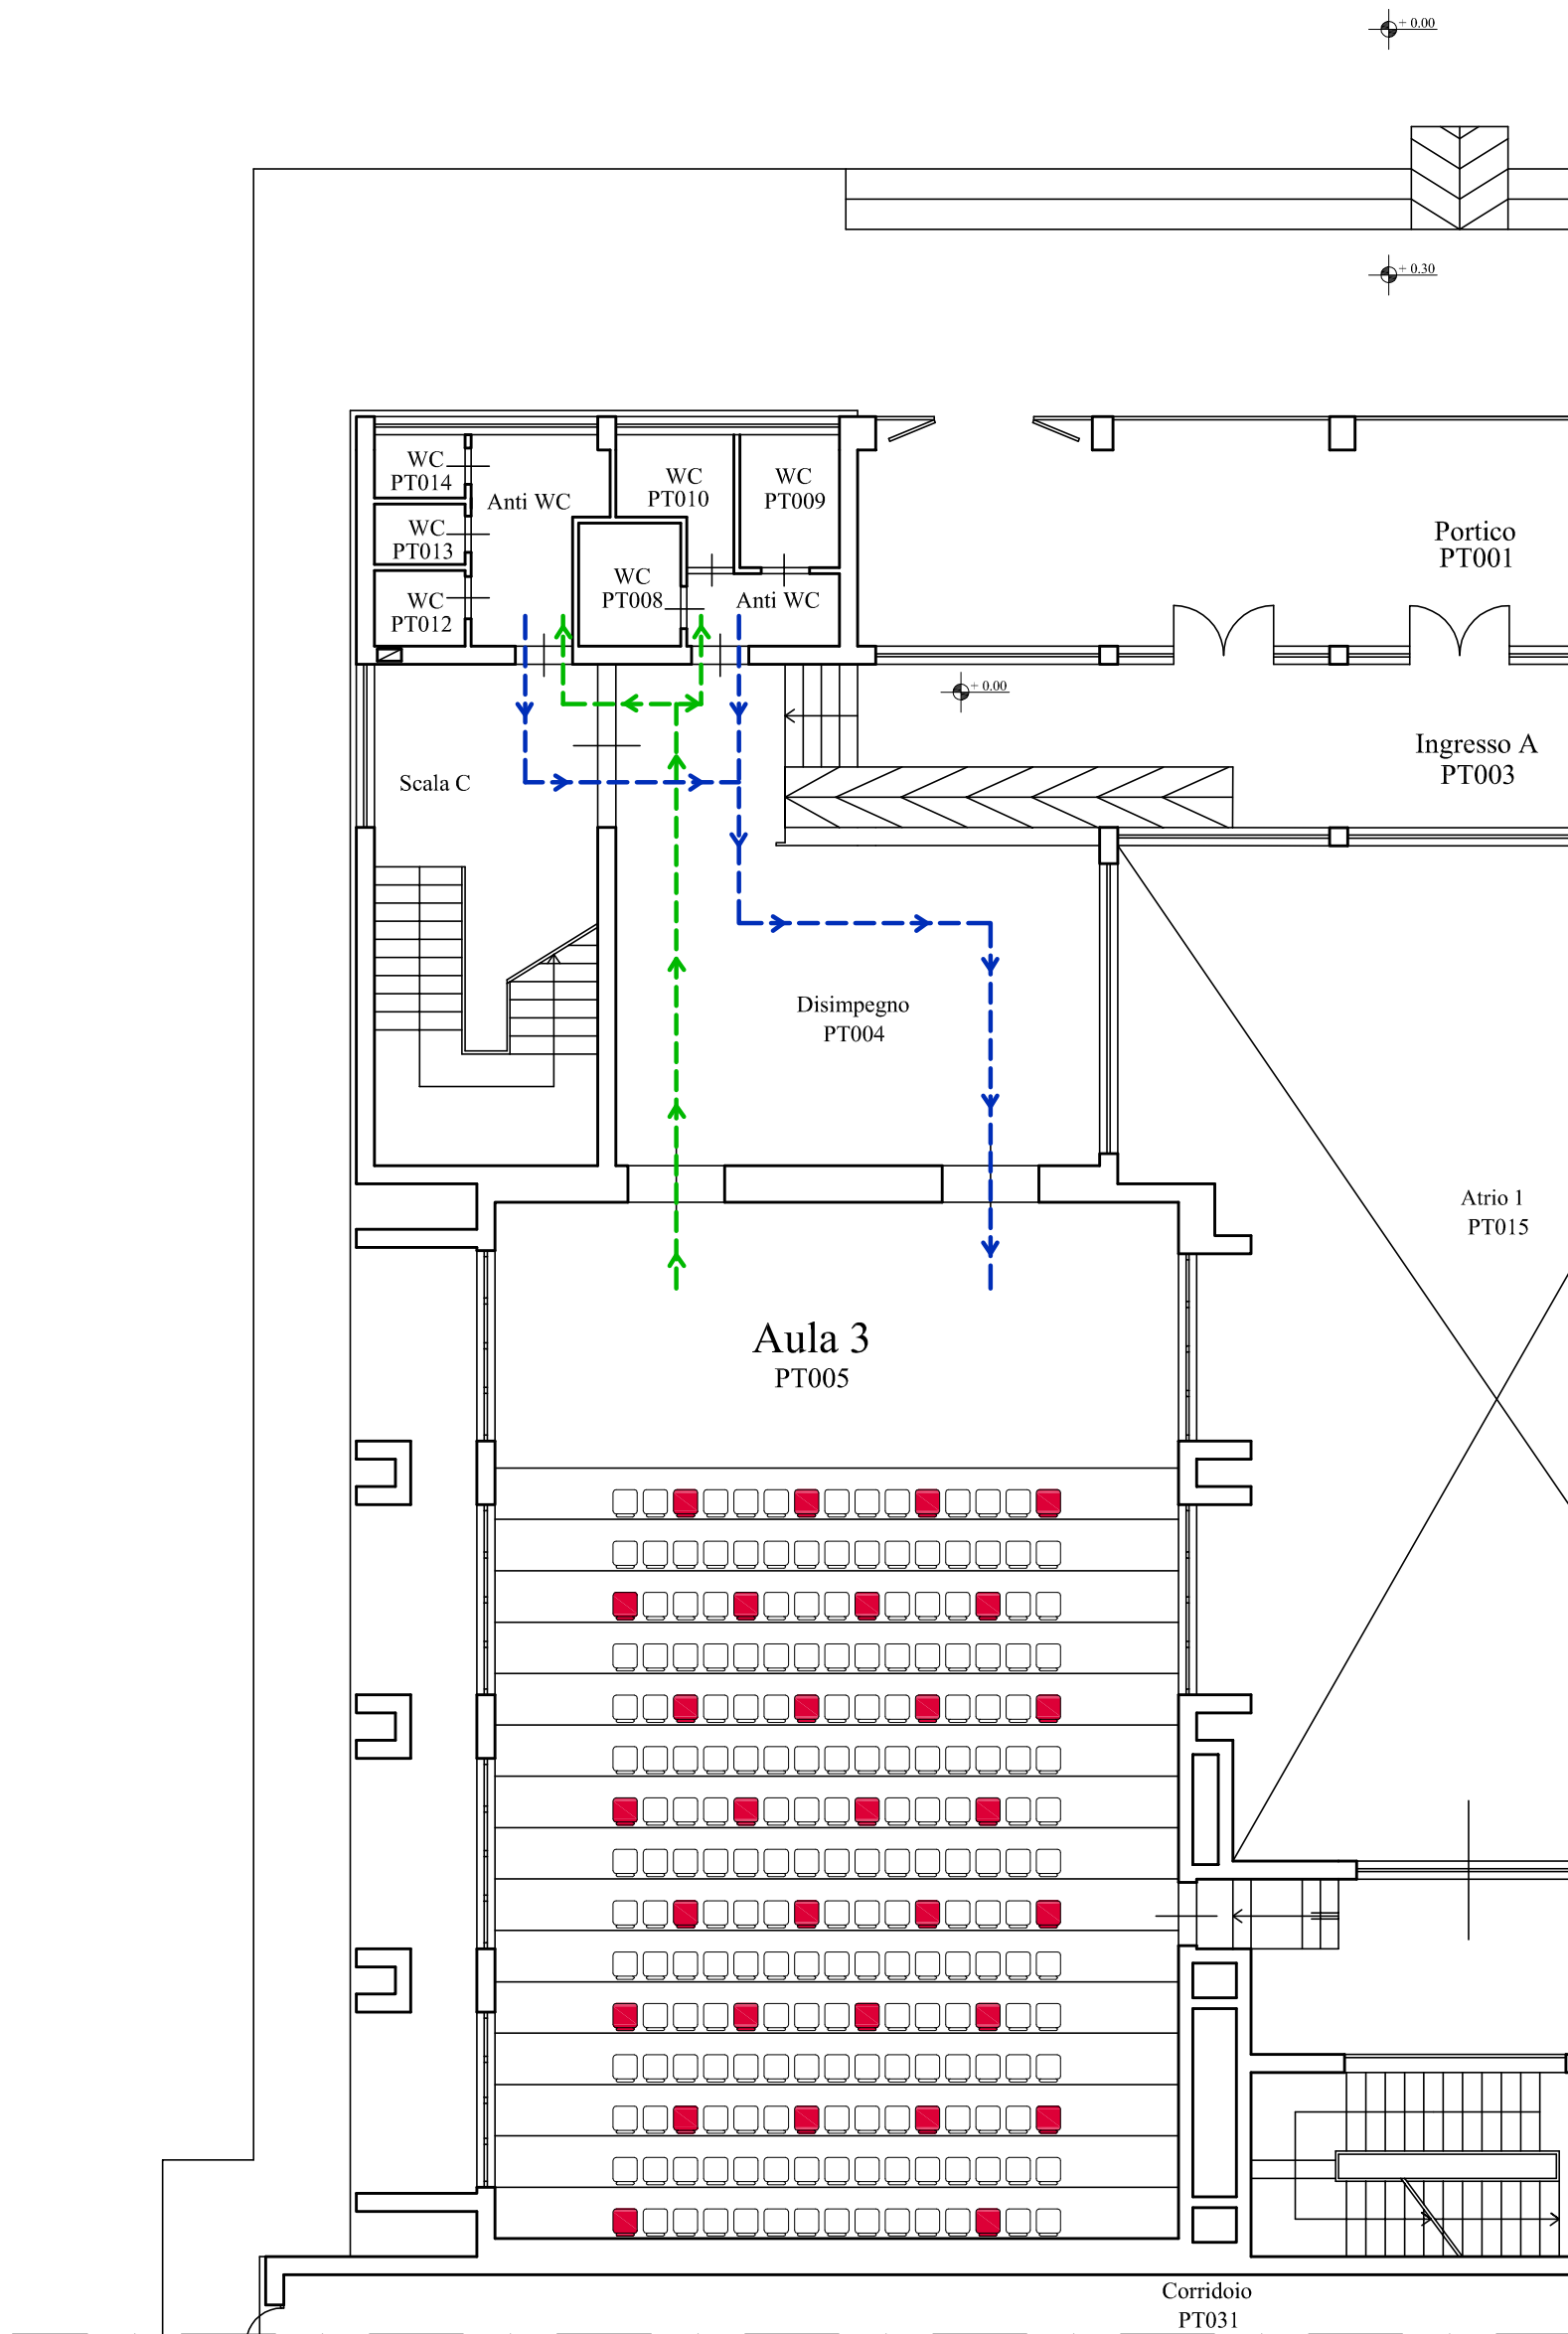 + 0.00
+ 0.30
WC
PT014
Anti WC
WC
PT010
WC
PT009
WC
PT013
WC
PT008
Anti WC
WC
PT012
Portico
PT001
+ 0.00
Ingresso A
PT003
Scala C
Disimpegno
PT004
Atrio 1
PT015
Aula 3
PT005
Corridoio
PT031